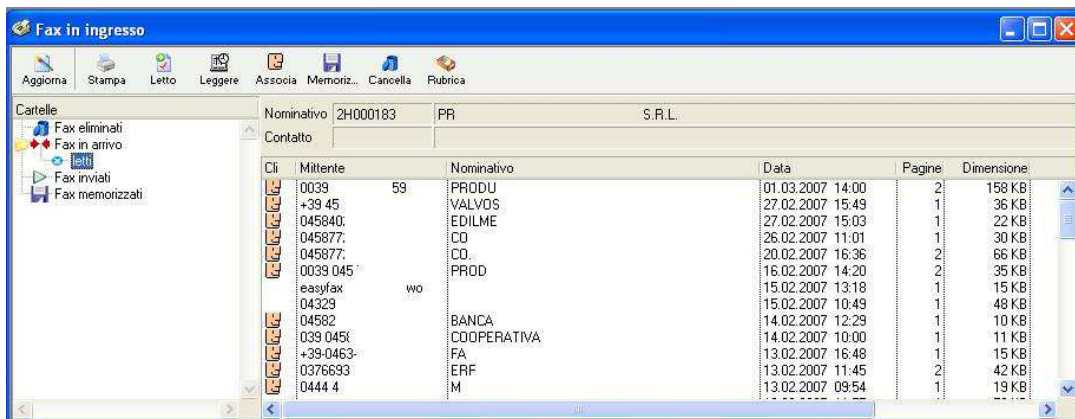 Fax in ingresso
Aggiorna Stampa Letto Leggere Associa Memoriz... Cancella Rubrica
Cartelle
Fax eliminati
Fax in arrivo
letti
Fax inviati
Fax memorizzati
Nominativo 2H000183 PR S.R.L.
Contatto
Cli Mittente Nominativo Data Pagine Dimensione
0039 59 PRODU 01.03.2007 14:00 2 158 KB
+39 45 VALVOS 27.02.2007 15:49 1 36 KB
045840 EDILME 27.02.2007 15:03 1 22 KB
045877 CO 26.02.2007 11:01 1 30 KB
045877 CO. 20.02.2007 16:36 2 66 KB
0039 045 PROD 16.02.2007 14:20 2 35 KB
easyfax wo 15.02.2007 13:18 1 15 KB
04329 15.02.2007 10:49 1 48 KB
04582 BANCA 14.02.2007 12:29 1 10 KB
039 045 COOPERATIVA 14.02.2007 10:00 1 11 KB
+39-0463- FA 13.02.2007 16:48 1 15 KB
0376693 ERF 13.02.2007 11:45 2 42 KB
0444 4 M 13.02.2007 09:54 1 19 KB